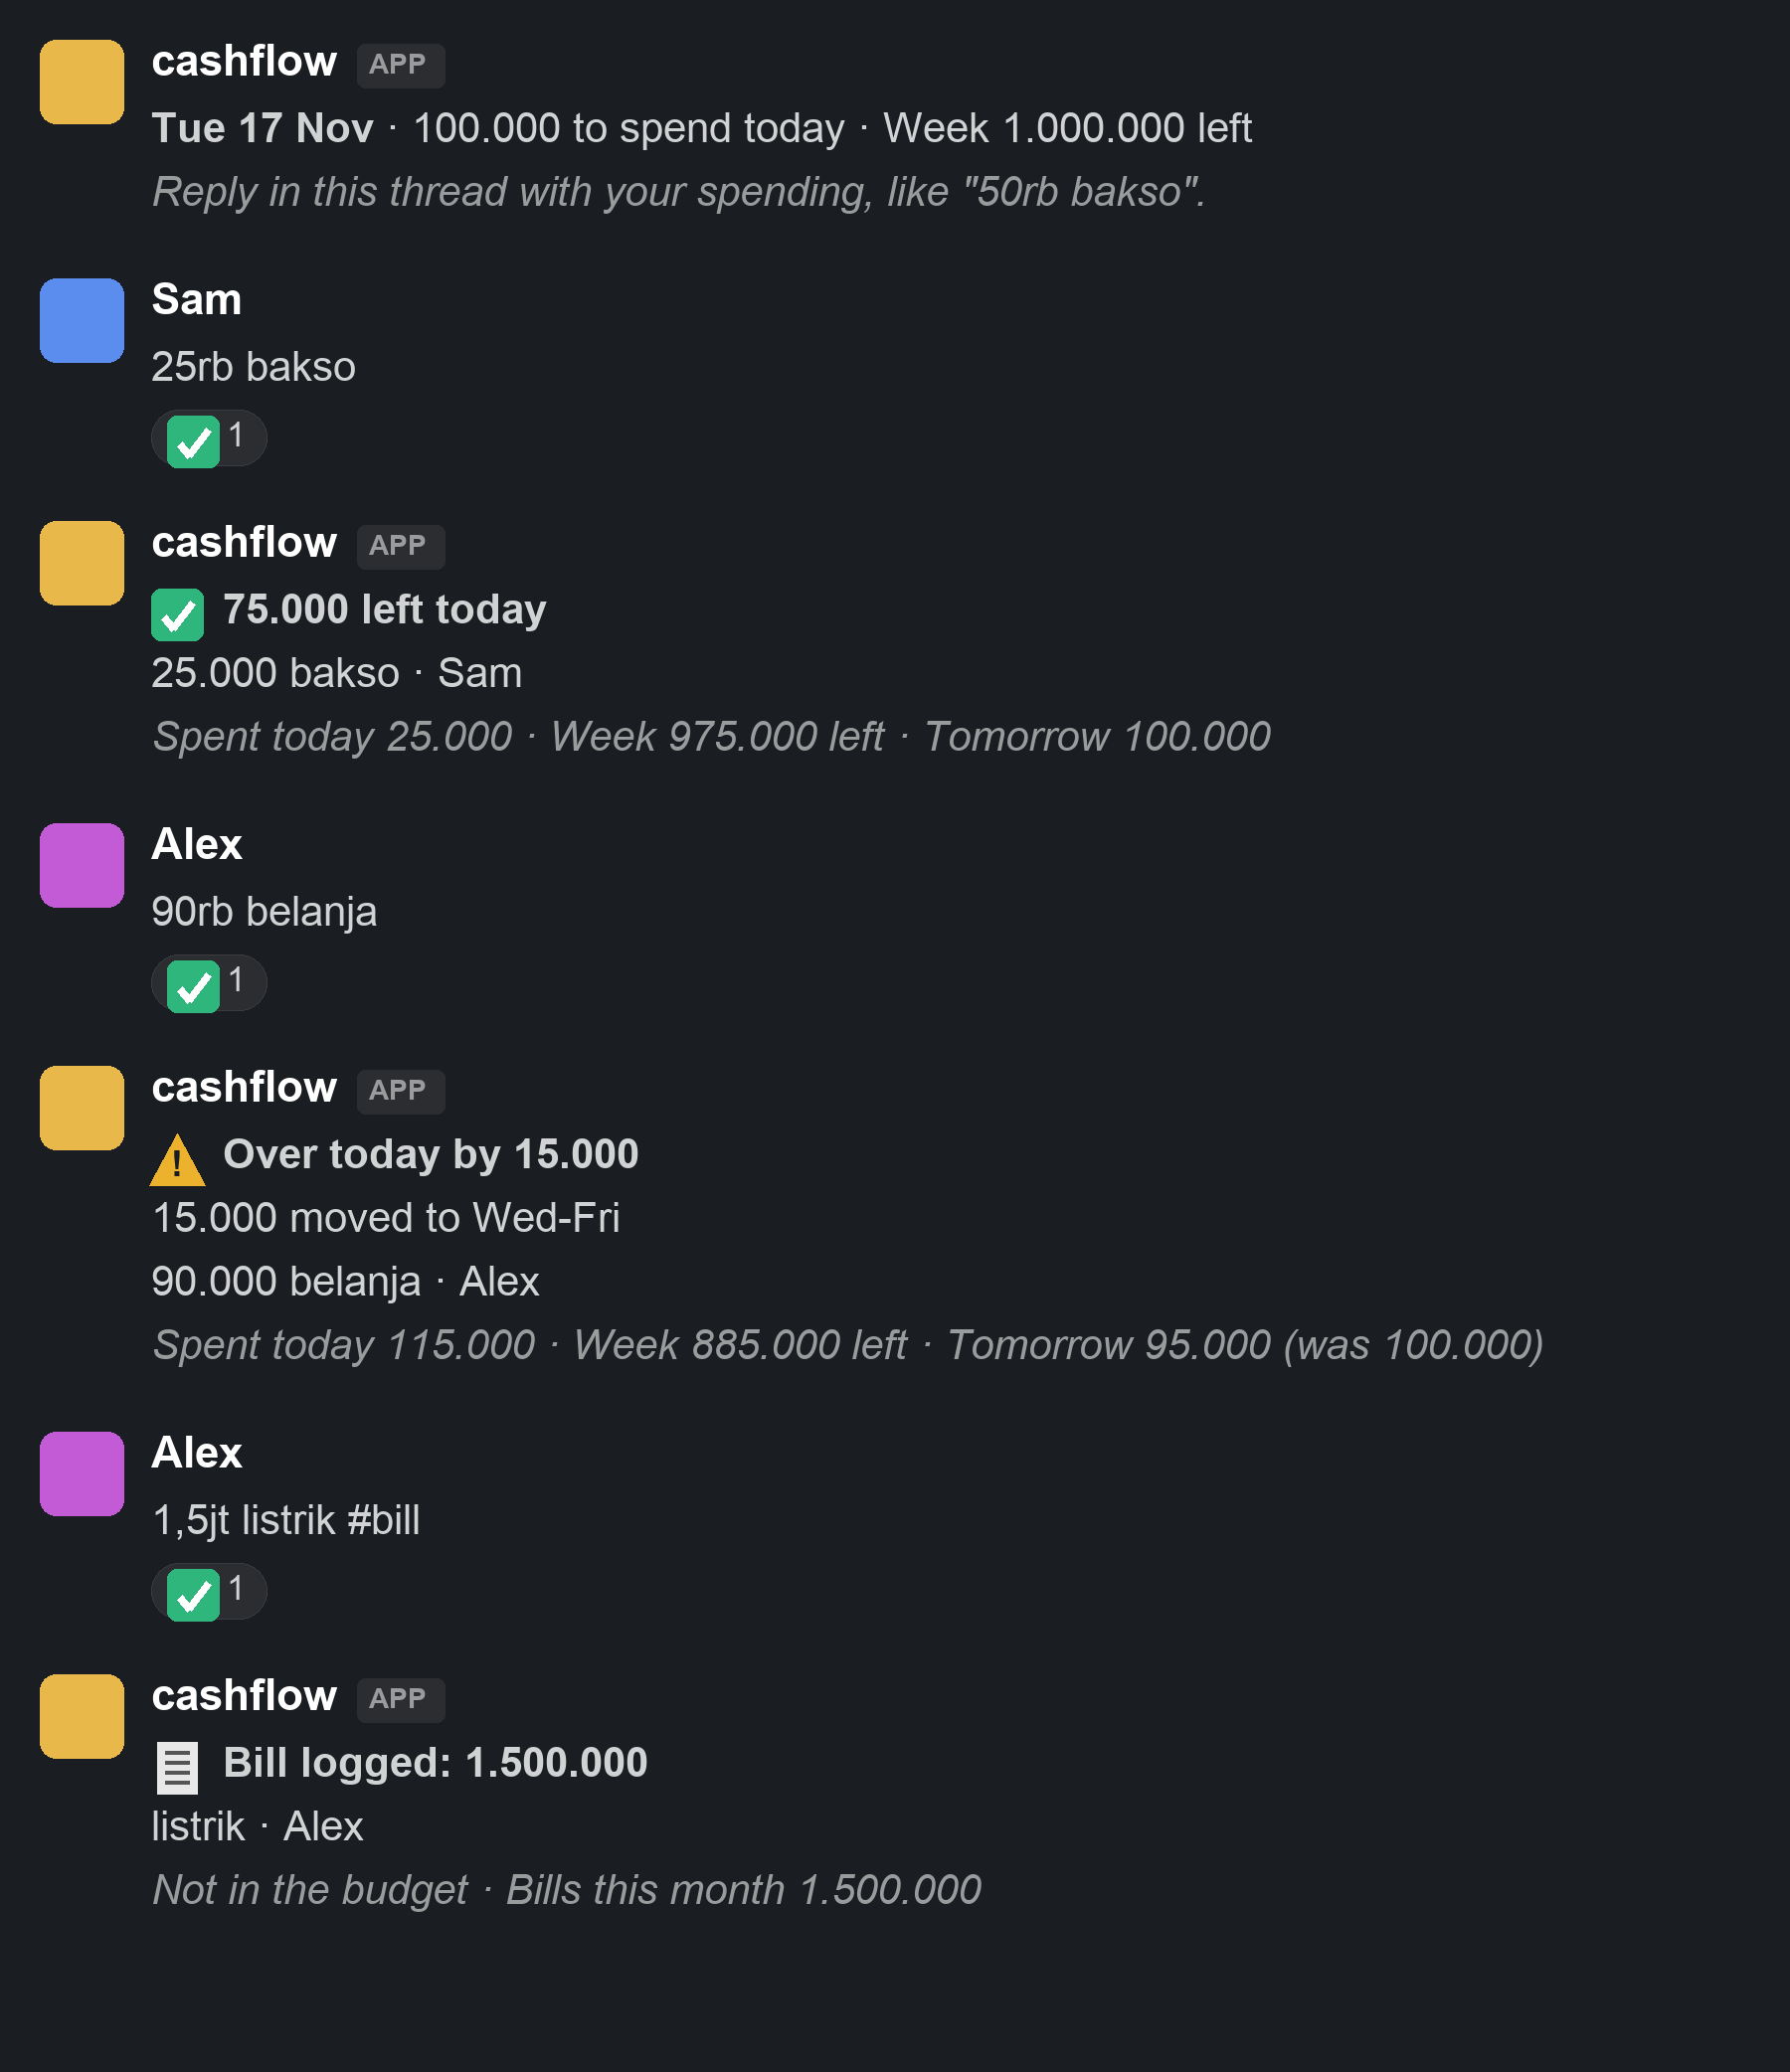 cashflow APP
Tue 17 Nov · 100.000 to spend today · Week 1.000.000 left
Reply in this thread with your spending, like "50rb bakso".
Sam
25rb bakso
✅ 1
cashflow APP
✅ 75.000 left today
25.000 bakso · Sam
Spent today 25.000 · Week 975.000 left · Tomorrow 100.000
Alex
90rb belanja
✅ 1
cashflow APP
⚠️ Over today by 15.000
15.000 moved to Wed-Fri
90.000 belanja · Alex
Spent today 115.000 · Week 885.000 left · Tomorrow 95.000 (was 100.000)
Alex
1,5jt listrik #bill
✅ 1
cashflow APP
Bill logged: 1.500.000
listrik · Alex
Not in the budget · Bills this month 1.500.000